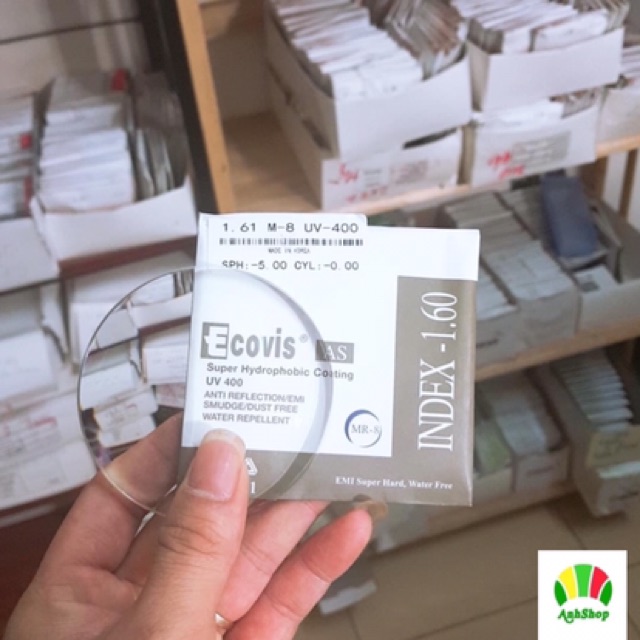 1.61 M-8 UV-400
MADE IN KOREA
SPH:-5.00 CYL:-0.00
Ecovis® AS
Super Hydrophobic Coating
UV 400
ANTI REFLECTION/EMI
SMUDGE/DUST FREE
WATER REPELLENT
MR-8
INDEX - 1.60
EMI Super Hard, Water Free
AnhShop